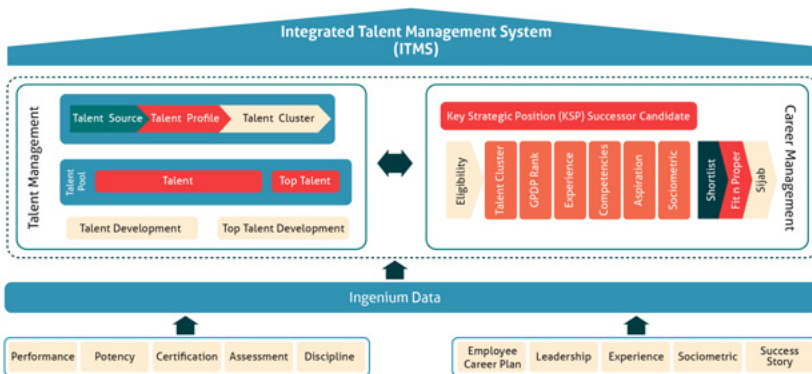 Integrated Talent Management System
(ITMS)
Talent Management
Talent Source
Talent Profile
Talent Cluster
Talent
Pool
Talent
Top Talent
Talent Development
Top Talent Development
Key Strategic Position (KSP) Successor Candidate
Eligibility
Talent Cluster
GPDP Rank
Experience
Competencies
Aspiration
Sociometric
Shortlist
Fit n Proper
Sijab
Career Management
Ingenium Data
Performance
Potency
Certification
Assessment
Discipline
Employee
Career Plan
Leadership
Experience
Sociometric
Success
Story